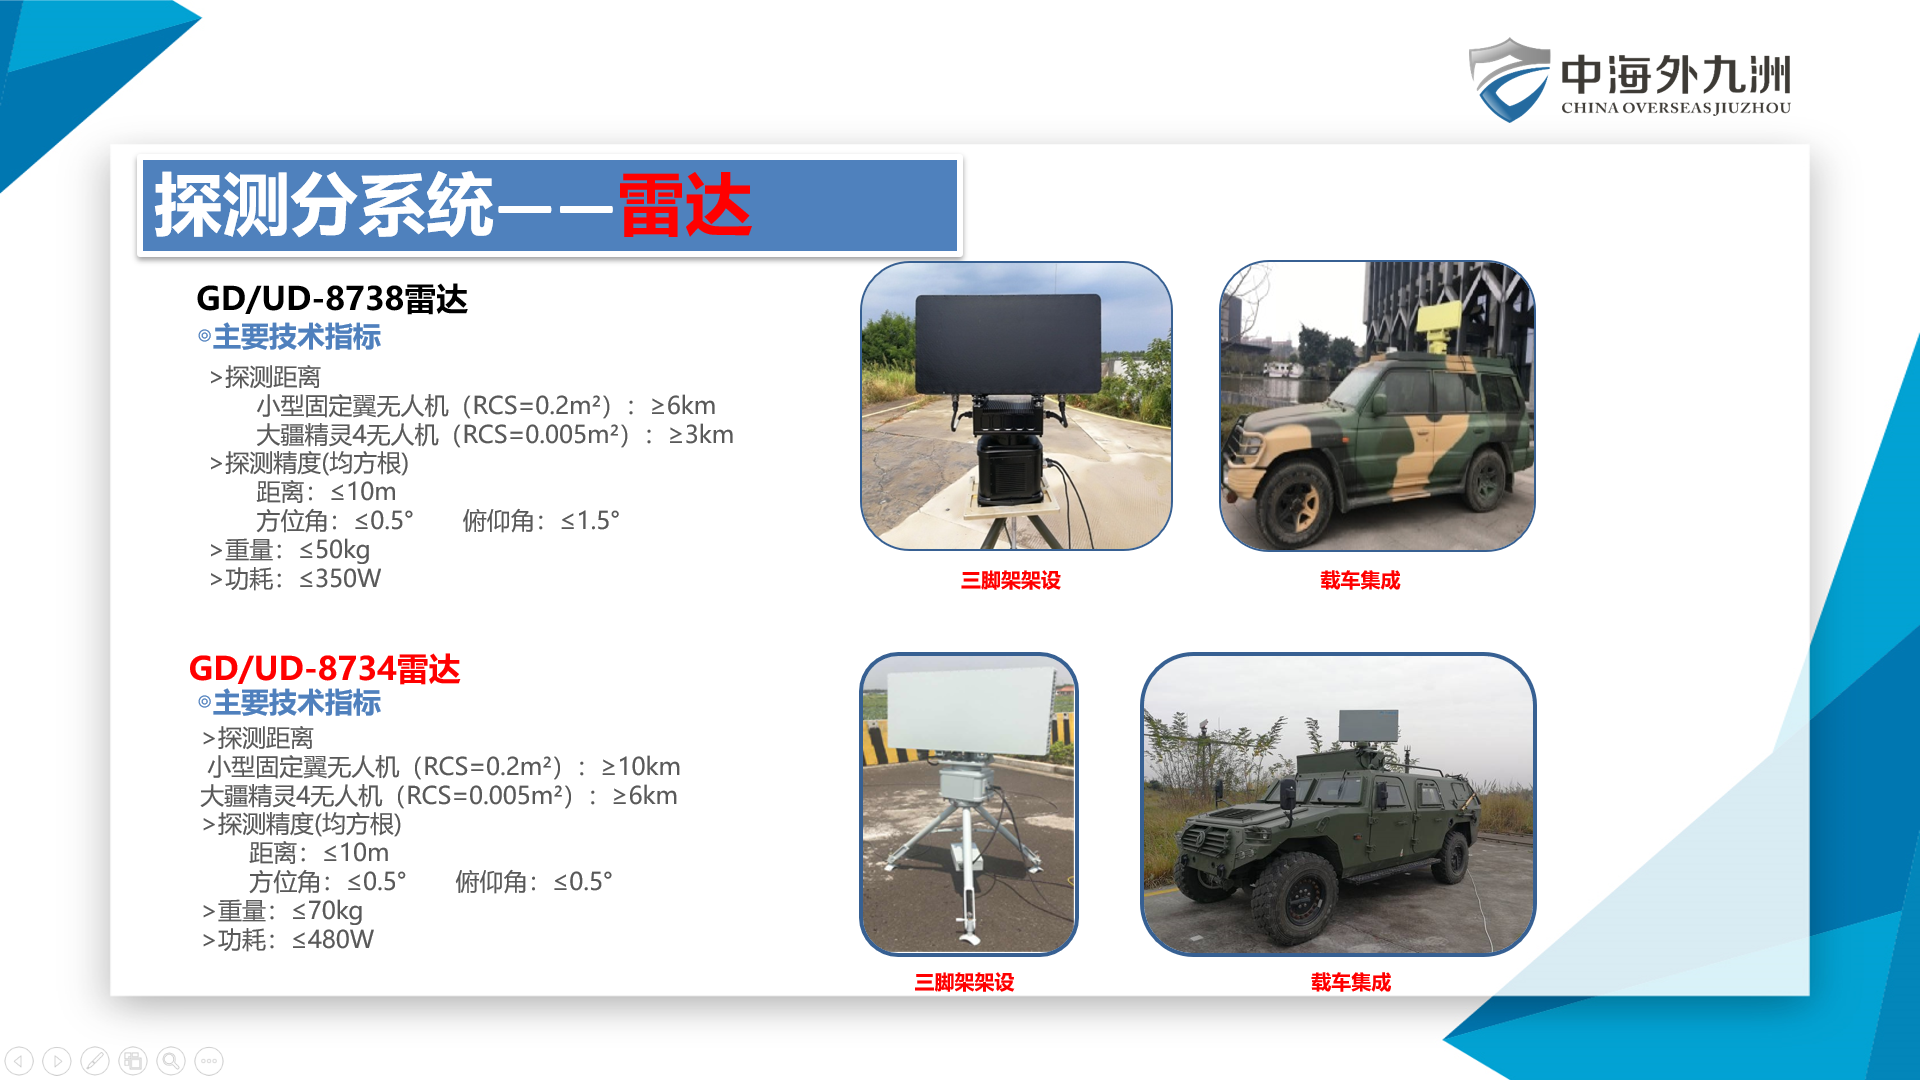 中海外九洲
CHINA OVERSEAS JIUZHOU
探测分系统——雷达
GD/UD-8738雷达
◎主要技术指标
>探测距离
小型固定翼无人机（RCS=0.2m²）：≥6km
大疆精灵4无人机（RCS=0.005m²）：≥3km
>探测精度(均方根)
距离：≤10m
方位角：≤0.5° 俯仰角：≤1.5°
>重量：≤50kg
>功耗：≤350W
三脚架架设
载车集成
GD/UD-8734雷达
◎主要技术指标
>探测距离
小型固定翼无人机（RCS=0.2m²）：≥10km
大疆精灵4无人机（RCS=0.005m²）：≥6km
>探测精度(均方根)
距离：≤10m
方位角：≤0.5° 俯仰角：≤0.5°
>重量：≤70kg
>功耗：≤480W
三脚架架设
载车集成